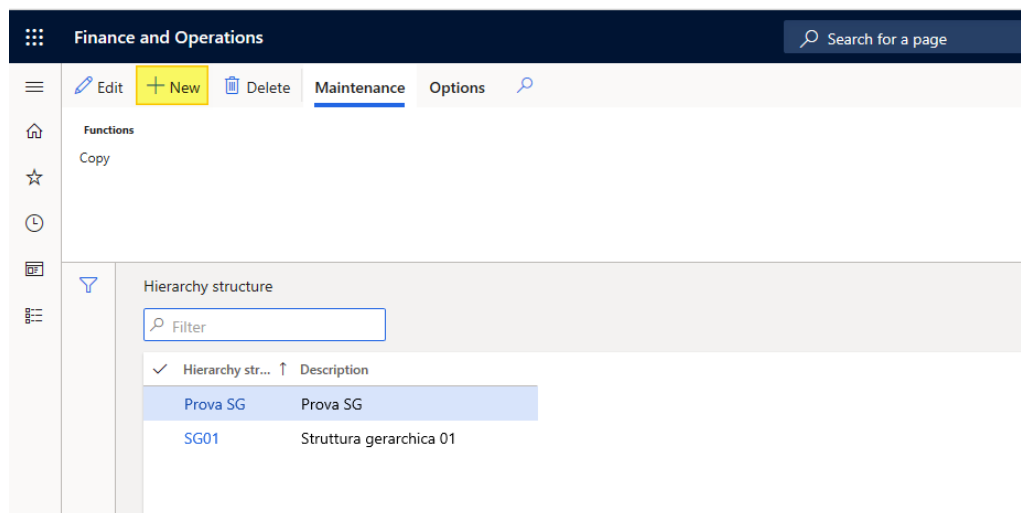 Finance and Operations Search for a page
Edit New Delete Maintenance Options
Functions
Copy
Hierarchy structure
Filter
Hierarchy str... ↑ Description
Prova SG Prova SG
SG01 Struttura gerarchica 01